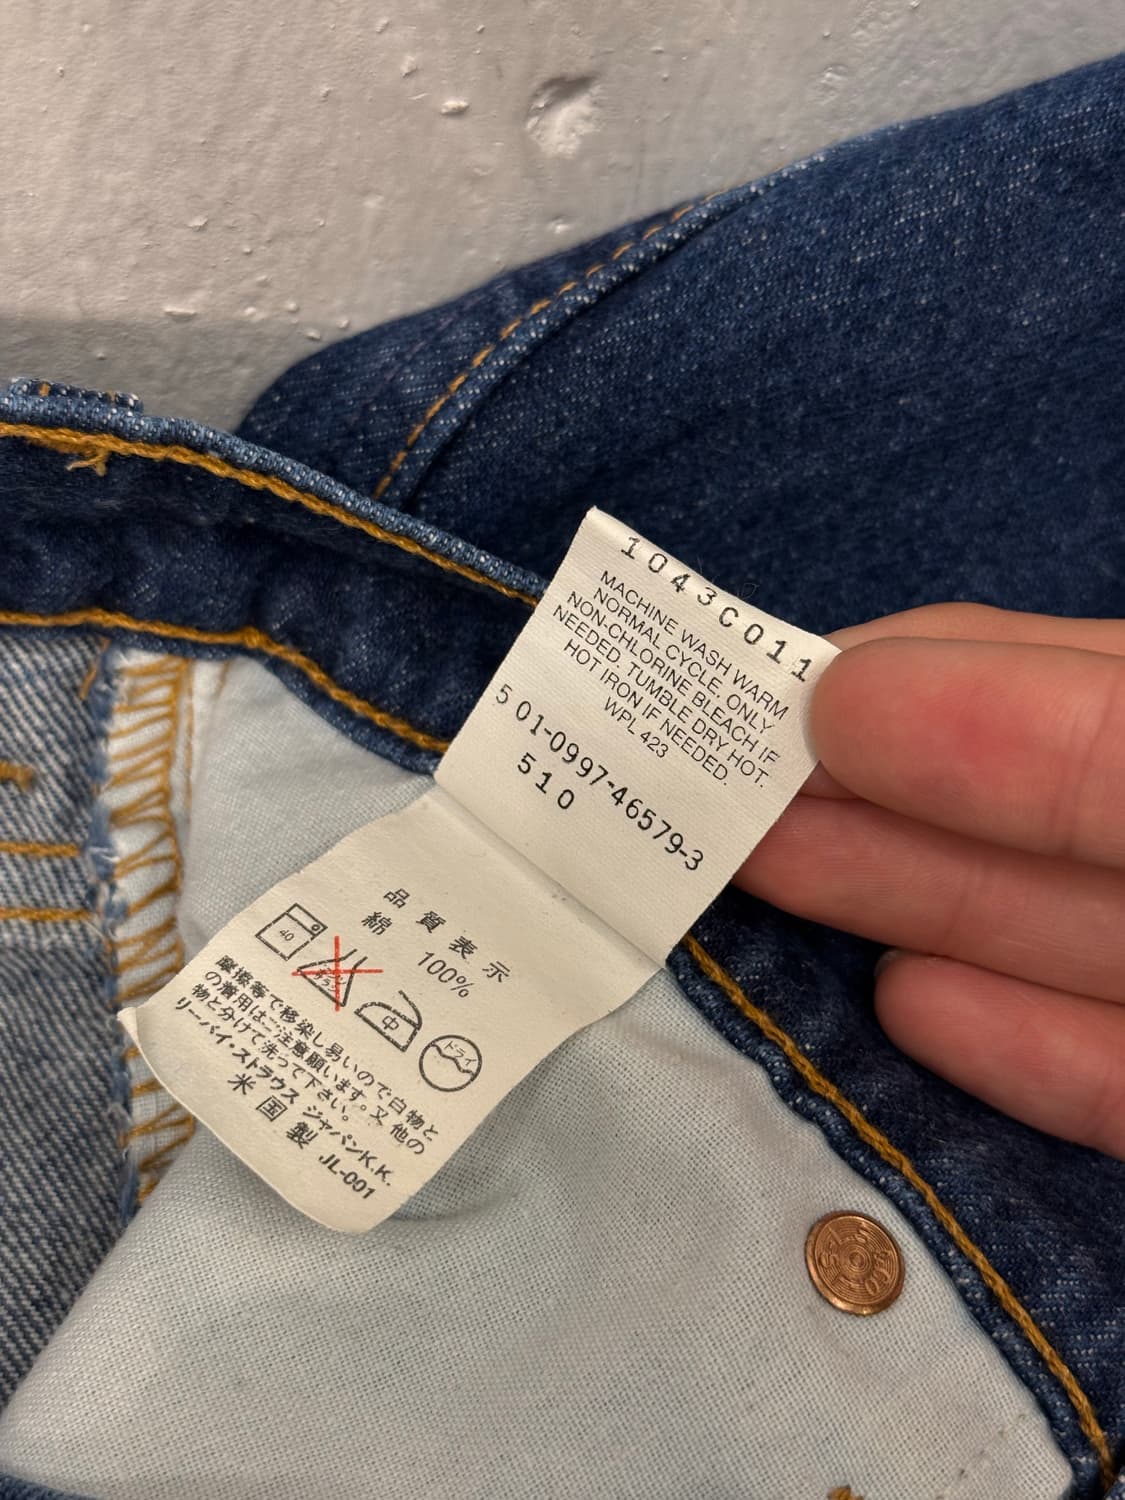 1043C011
MACHINE WASH WARM
NORMAL CYCLE. ONLY
NON-CHLORINE BLEACH IF
NEEDED. TUMBLE DRY HOT.
HOT IRON IF NEEDED.
WPL 423
501-0997-46579-3
510
品質表示
綿 100%
40
中
ドライ
摩擦等で移染し易いので白物と
の着用はご注意願います。又他の
物と分けて洗って下さい。
リーバイ・ストラウス ジャパンK.K.
米国製 JL-001